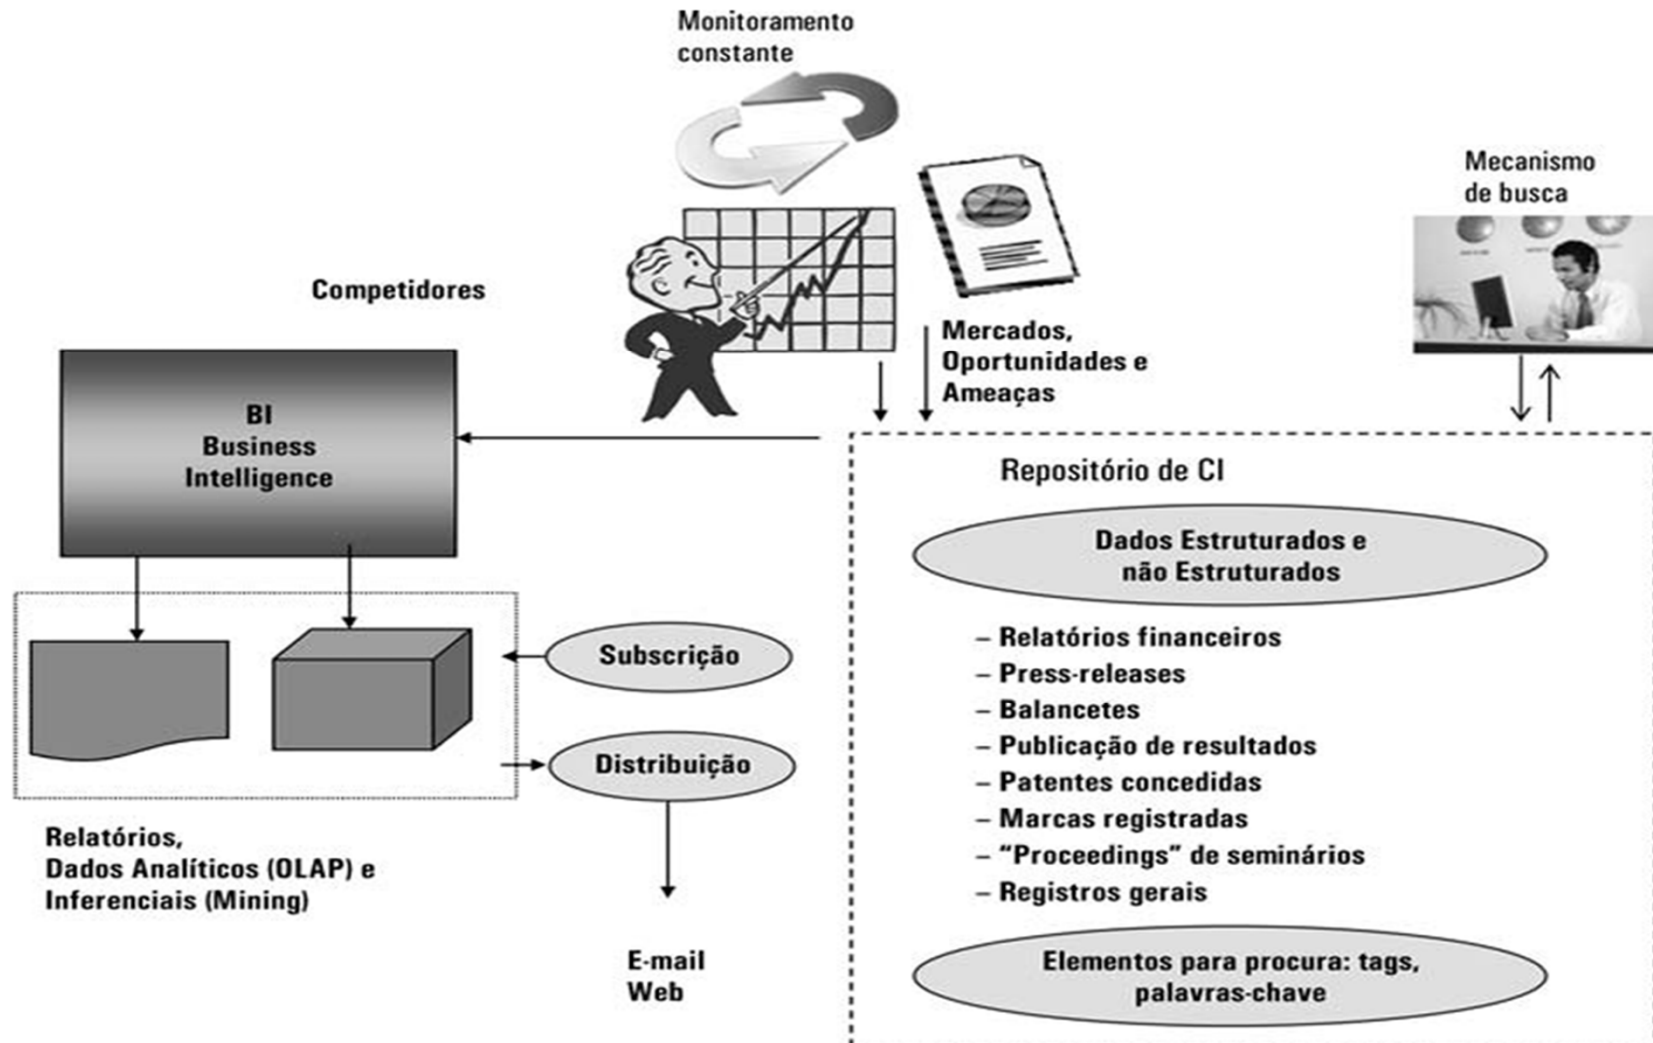 Monitoramento
constante
Mecanismo
de busca
Competidores
Mercados,
Oportunidades e
Ameaças
BI
Business
Intelligence
Repositório de CI
Dados Estruturados e
não Estruturados
– Relatórios financeiros
– Press-releases
– Balancetes
– Publicação de resultados
– Patentes concedidas
– Marcas registradas
– “Proceedings” de seminários
– Registros gerais
Elementos para procura: tags,
palavras-chave
Subscrição
Distribuição
Relatórios,
Dados Analíticos (OLAP) e
Inferenciais (Mining)
E-mail
Web